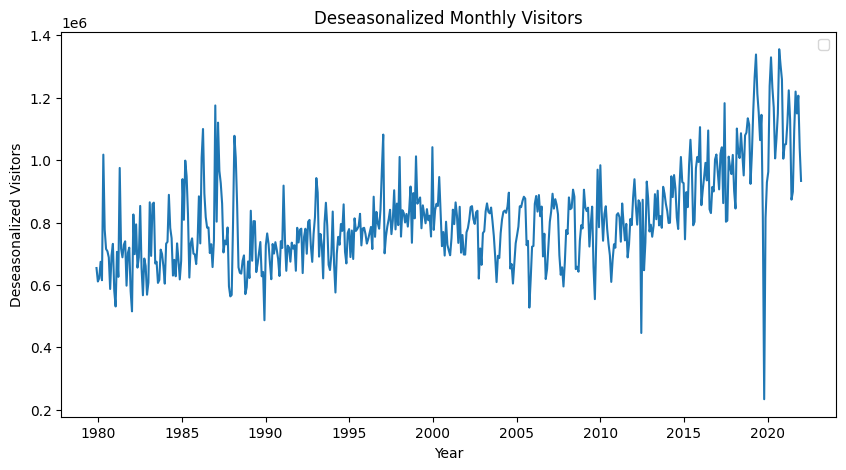 Deseasonalized Monthly Visitors
1e6
1.4
1.2
1.0
0.8
0.6
0.4
0.2
Deseasonalized Visitors
1980 1985 1990 1995 2000 2005 2010 2015 2020
Year